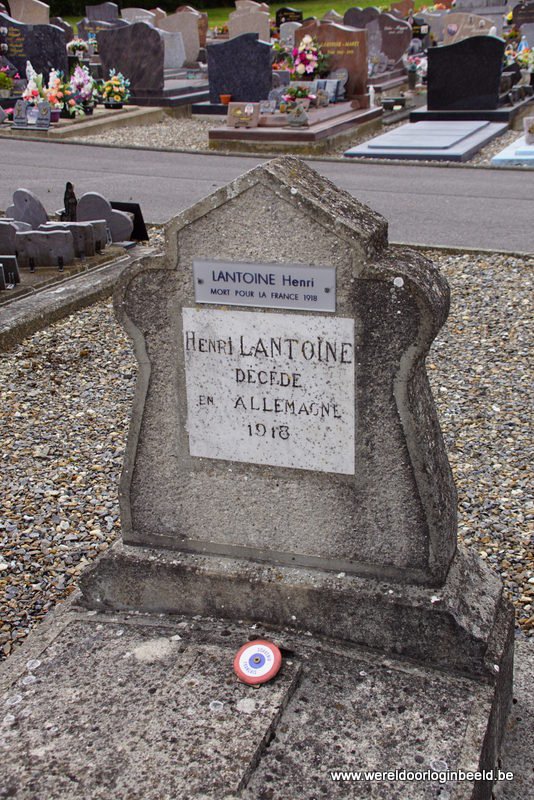 LANTOINE Henri
MORT POUR LA FRANCE 1918
HENRI LANTOINE
DÉCÉDÉ
EN ALLEMAGNE
1918
www.wereldoorloginbeeld.be